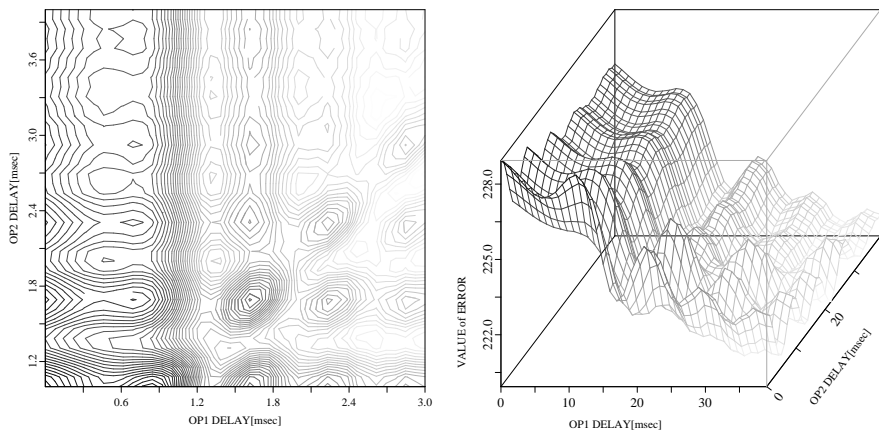 3.6
3.0
2.4
1.8
1.2
OP2 DELAY[msec]
0.6 1.2 1.8 2.4 3.0
OP1 DELAY[msec]
228.0
225.0
222.0
VALUE of ERROR
0 10 20 30
OP1 DELAY[msec]
0
20
OP2 DELAY[msec]